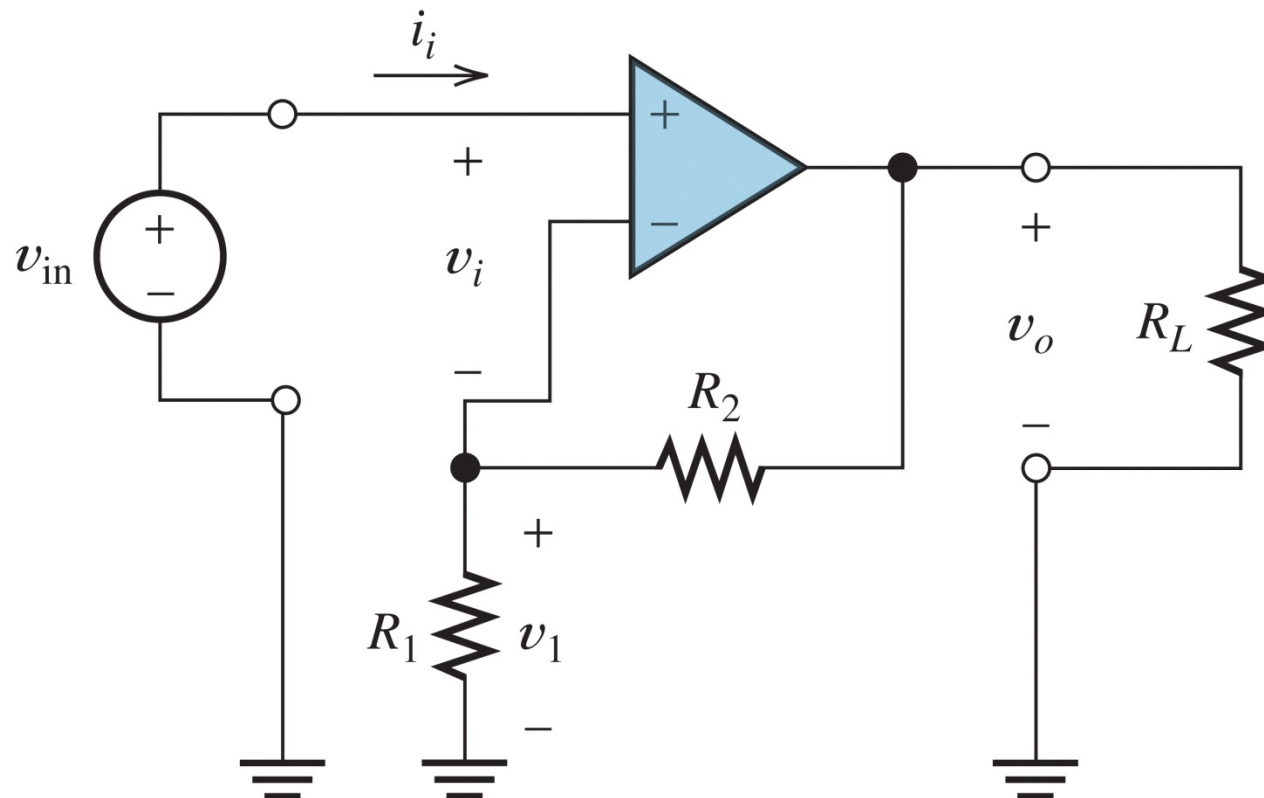 i_i
+
−
+
−
v_in
+
−
v_i
+
−
v_o
+
−
R_L
R_2
R_1
+
v_1
−